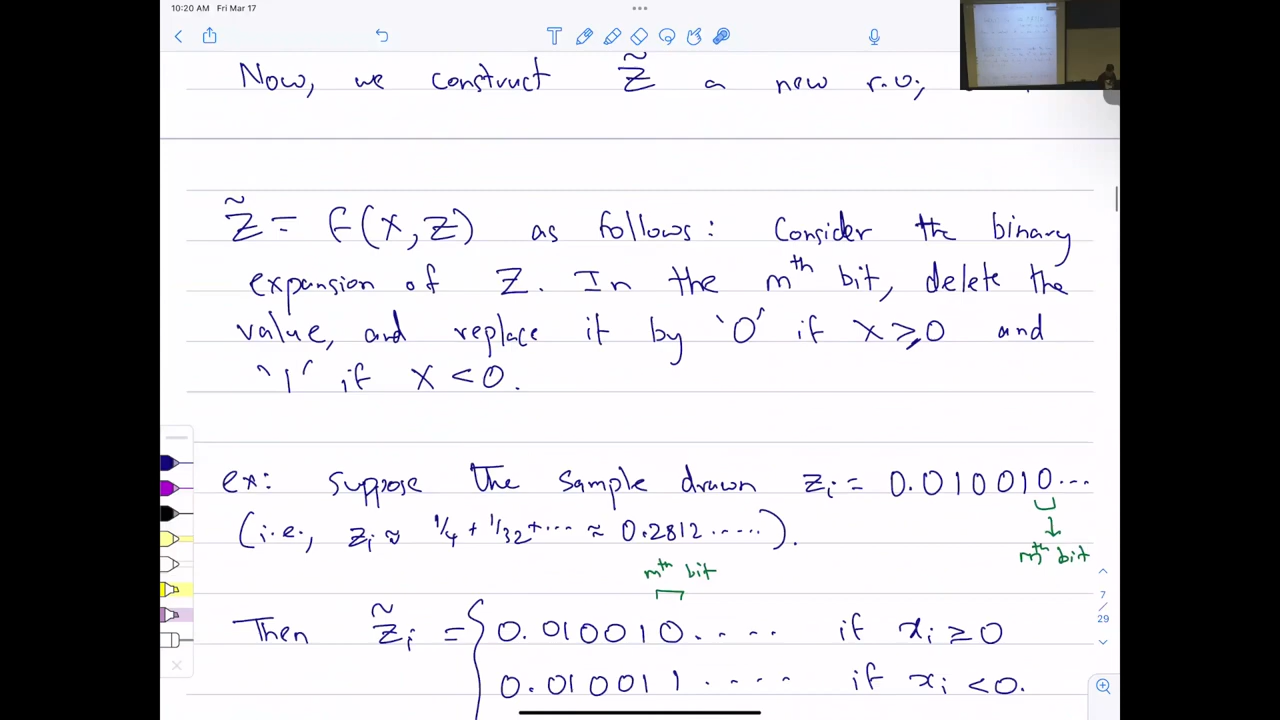 10:20 AM Fri Mar 17
Now, we construct Z̃ a new r.v;
Z̃ = f(X, Z) as follows: Consider the binary
expansion of Z. In the mth bit, delete the
value, and replace it by '0' if X ≥ 0 and
'1' if X < 0.
ex: Suppose the sample drawn zi = 0.010010...
(i.e., zi ≈ 1/4 + 1/32 + ... ≈ 0.2812.....).
mth bit
mth bit
Then z̃i = { 0.010010..... if xi ≥ 0
0.010011..... if xi < 0.
7
/
29